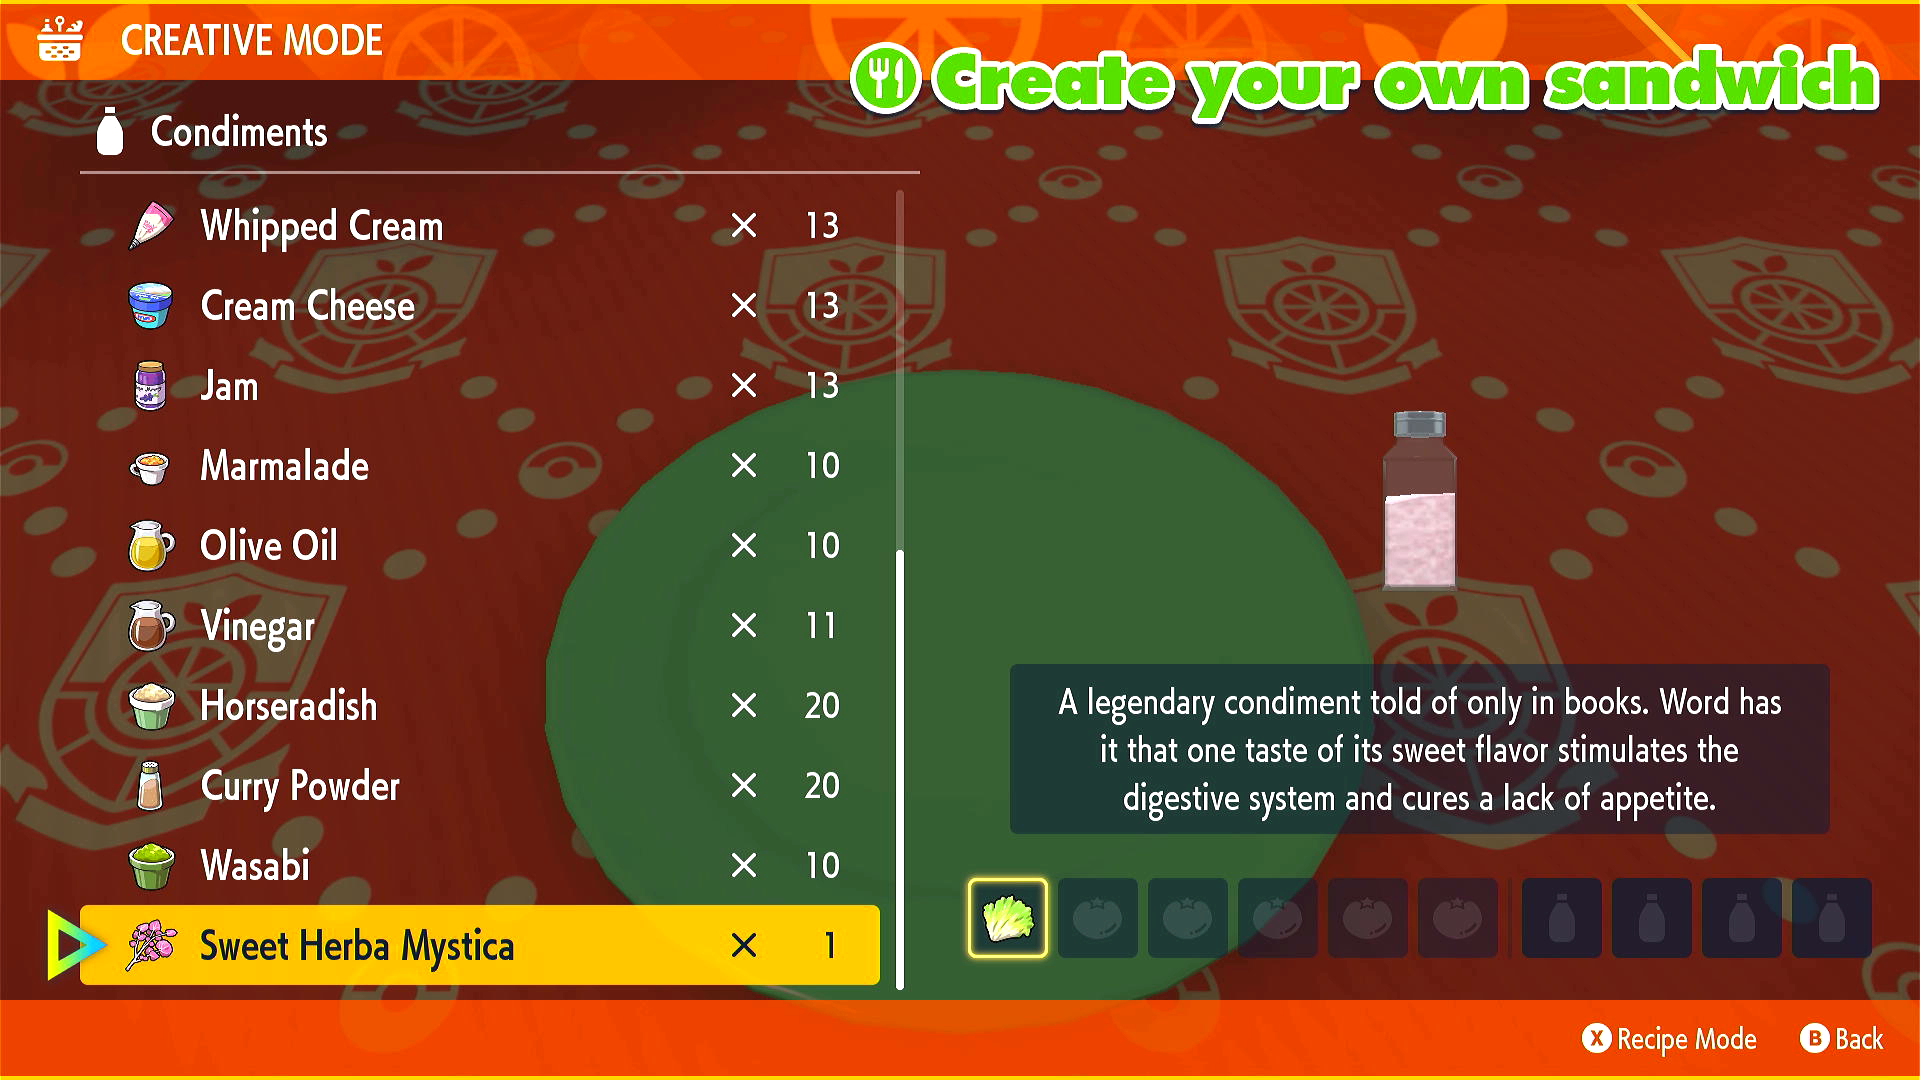 CREATIVE MODE
Create your own sandwich
Condiments
Whipped Cream × 13
Cream Cheese × 13
Jam × 13
Marmalade × 10
Olive Oil × 10
Vinegar × 11
Horseradish × 20
Curry Powder × 20
Wasabi × 10
Sweet Herba Mystica × 1
A legendary condiment told of only in books. Word has
it that one taste of its sweet flavor stimulates the
digestive system and cures a lack of appetite.
X Recipe Mode B Back